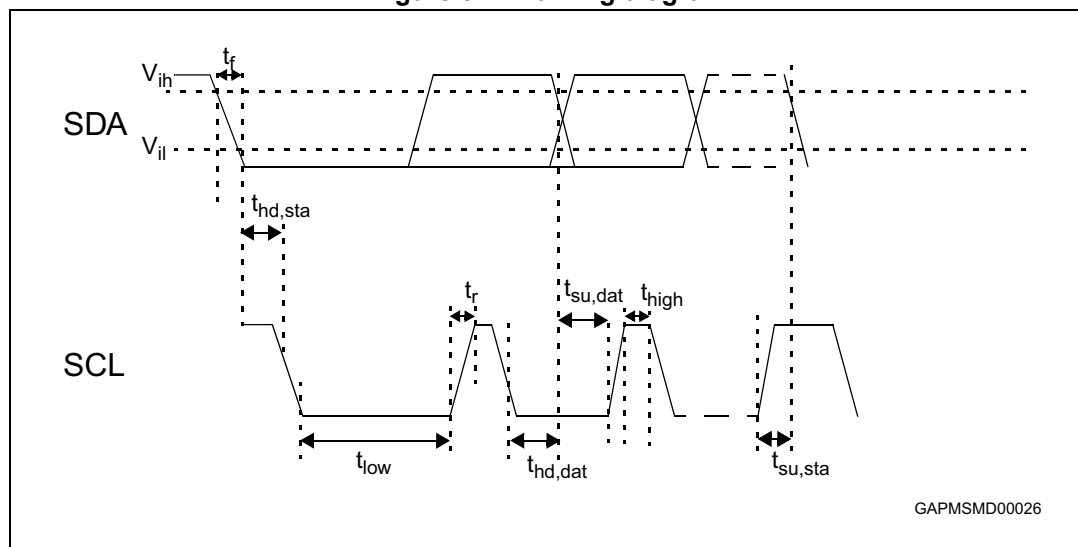 V_ih
t_f
SDA
V_il
t_hd,sta
t_r
t_su,dat
t_high
SCL
t_low
t_hd,dat
t_su,sta
GAPMSMD00026